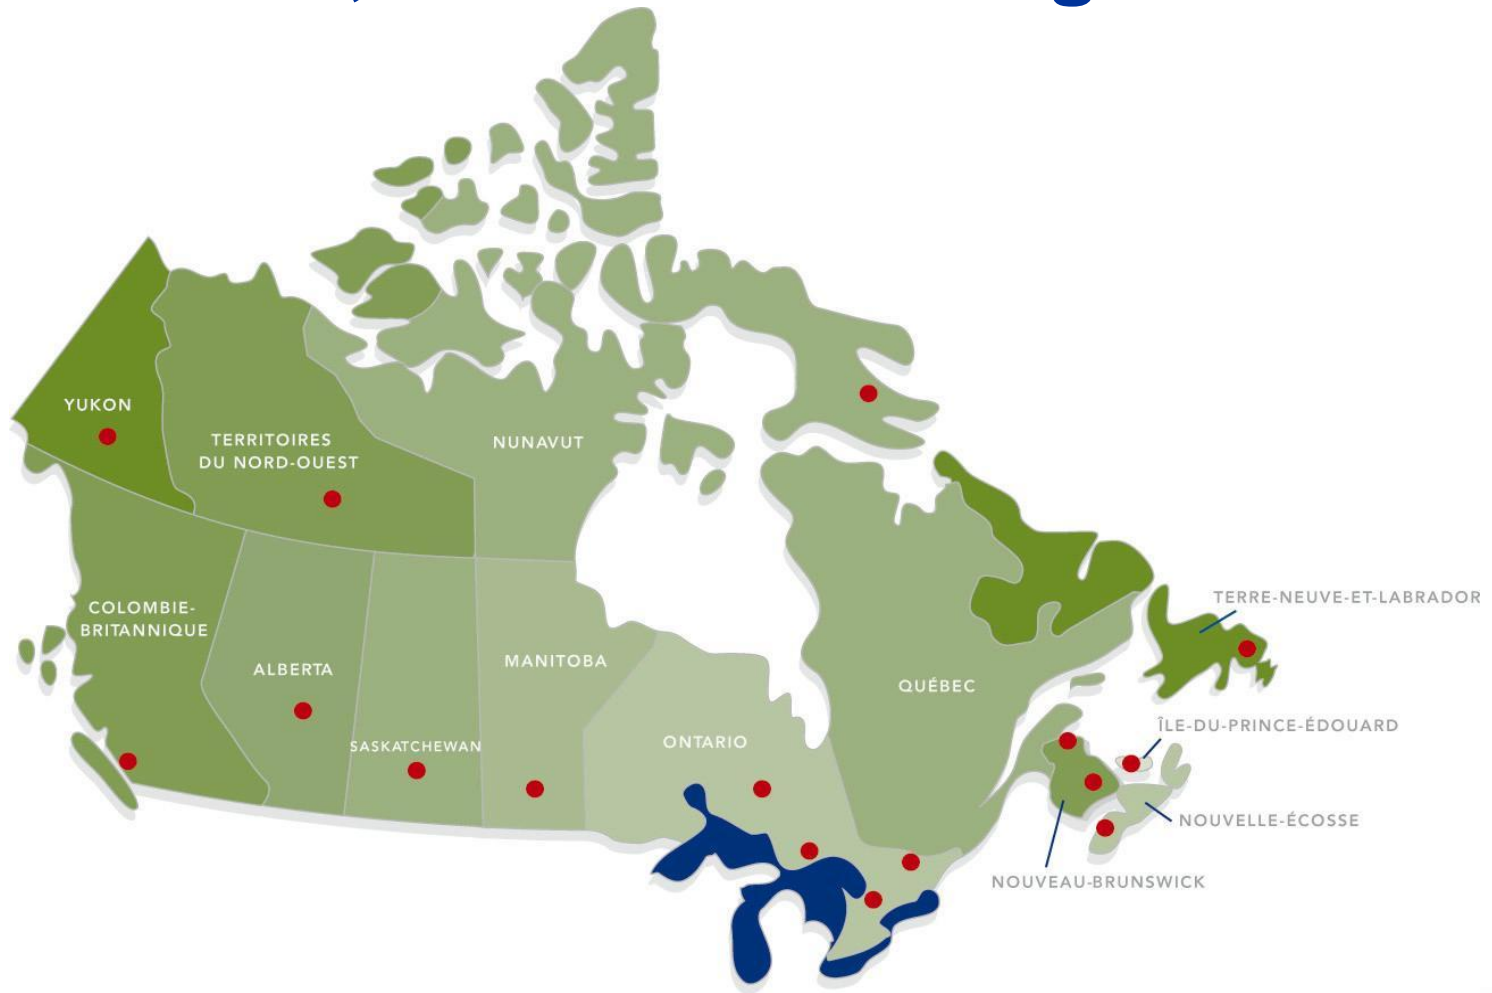 YUKON
TERRITOIRES
DU NORD-OUEST
NUNAVUT
COLOMBIE-
BRITANNIQUE
ALBERTA
SASKATCHEWAN
MANITOBA
ONTARIO
QUÉBEC
TERRE-NEUVE-ET-LABRADOR
ÎLE-DU-PRINCE-ÉDOUARD
NOUVELLE-ÉCOSSE
NOUVEAU-BRUNSWICK